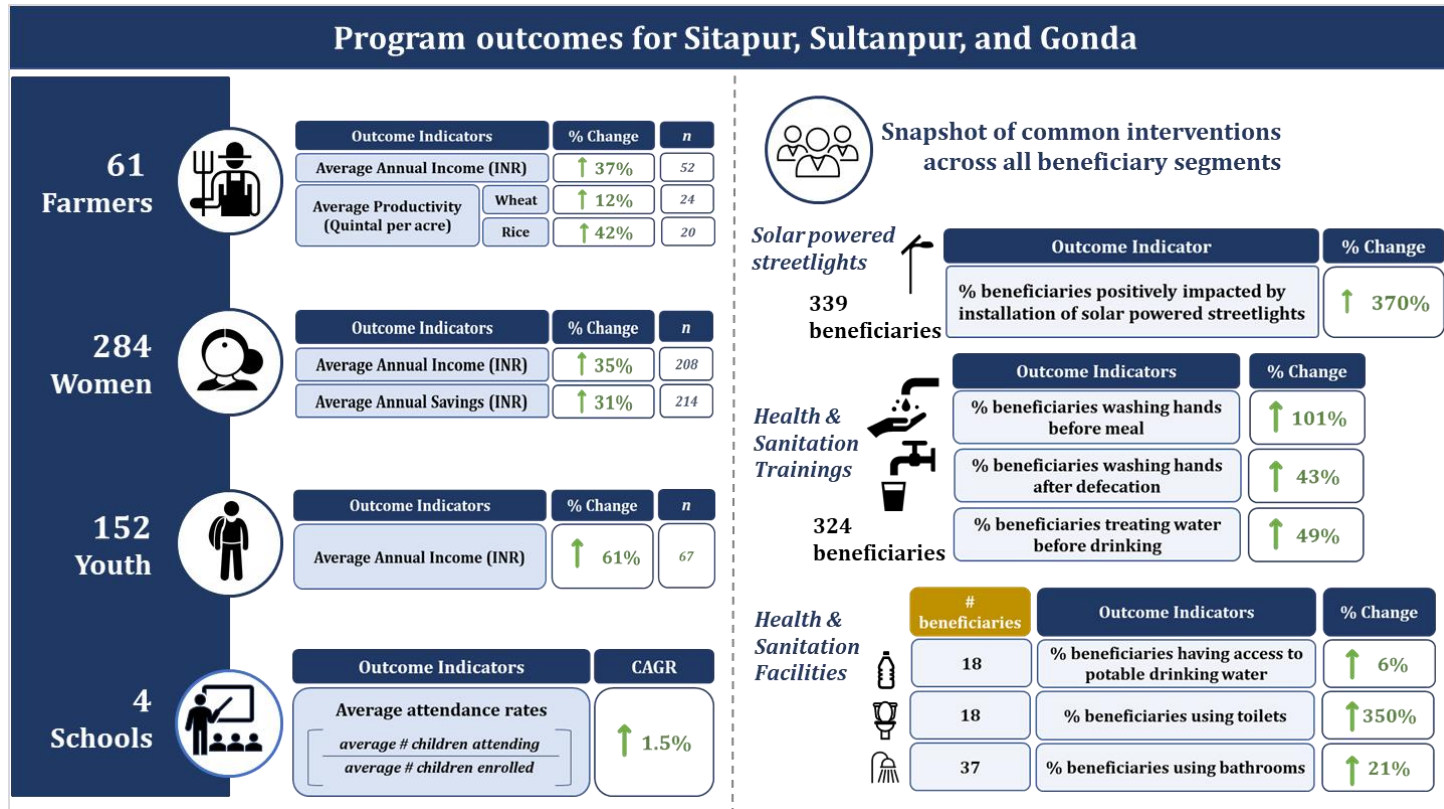 Program outcomes for Sitapur, Sultanpur, and Gonda
61
Farmers
Outcome Indicators % Change n
Average Annual Income (INR) ↑ 37% 52
Average Productivity
(Quintal per acre)
Wheat ↑ 12% 24
Rice ↑ 42% 20
284
Women
Outcome Indicators % Change n
Average Annual Income (INR) ↑ 35% 208
Average Annual Savings (INR) ↑ 31% 214
152
Youth
Outcome Indicators % Change n
Average Annual Income (INR) ↑ 61% 67
4
Schools
Outcome Indicators CAGR
Average attendance rates
average # children attending
average # children enrolled
↑ 1.5%
Snapshot of common interventions
across all beneficiary segments
Solar powered
streetlights
339
beneficiaries
Outcome Indicator % Change
% beneficiaries positively impacted by
installation of solar powered streetlights
↑ 370%
Health &
Sanitation
Trainings
324
beneficiaries
Outcome Indicators % Change
% beneficiaries washing hands
before meal
↑ 101%
% beneficiaries washing hands
after defecation
↑ 43%
% beneficiaries treating water
before drinking
↑ 49%
Health &
Sanitation
Facilities
#
beneficiaries
Outcome Indicators % Change
18
% beneficiaries having access to
potable drinking water
↑ 6%
18 % beneficiaries using toilets ↑ 350%
37 % beneficiaries using bathrooms ↑ 21%